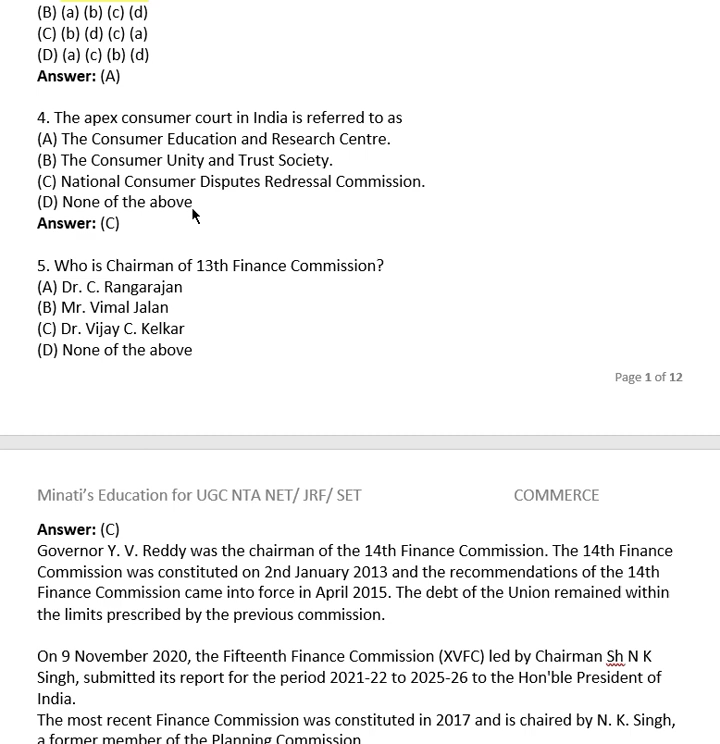 (B) (a) (b) (c) (d)
(C) (b) (d) (c) (a)
(D) (a) (c) (b) (d)
Answer: (A)
4. The apex consumer court in India is referred to as
(A) The Consumer Education and Research Centre.
(B) The Consumer Unity and Trust Society.
(C) National Consumer Disputes Redressal Commission.
(D) None of the above
Answer: (C)
5. Who is Chairman of 13th Finance Commission?
(A) Dr. C. Rangarajan
(B) Mr. Vimal Jalan
(C) Dr. Vijay C. Kelkar
(D) None of the above
Page 1 of 12
Minati’s Education for UGC NTA NET/ JRF/ SET COMMERCE
Answer: (C)
Governor Y. V. Reddy was the chairman of the 14th Finance Commission. The 14th Finance
Commission was constituted on 2nd January 2013 and the recommendations of the 14th
Finance Commission came into force in April 2015. The debt of the Union remained within
the limits prescribed by the previous commission.
On 9 November 2020, the Fifteenth Finance Commission (XVFC) led by Chairman Sh N K
Singh, submitted its report for the period 2021-22 to 2025-26 to the Hon'ble President of
India.
The most recent Finance Commission was constituted in 2017 and is chaired by N. K. Singh,
a former member of the Planning Commission